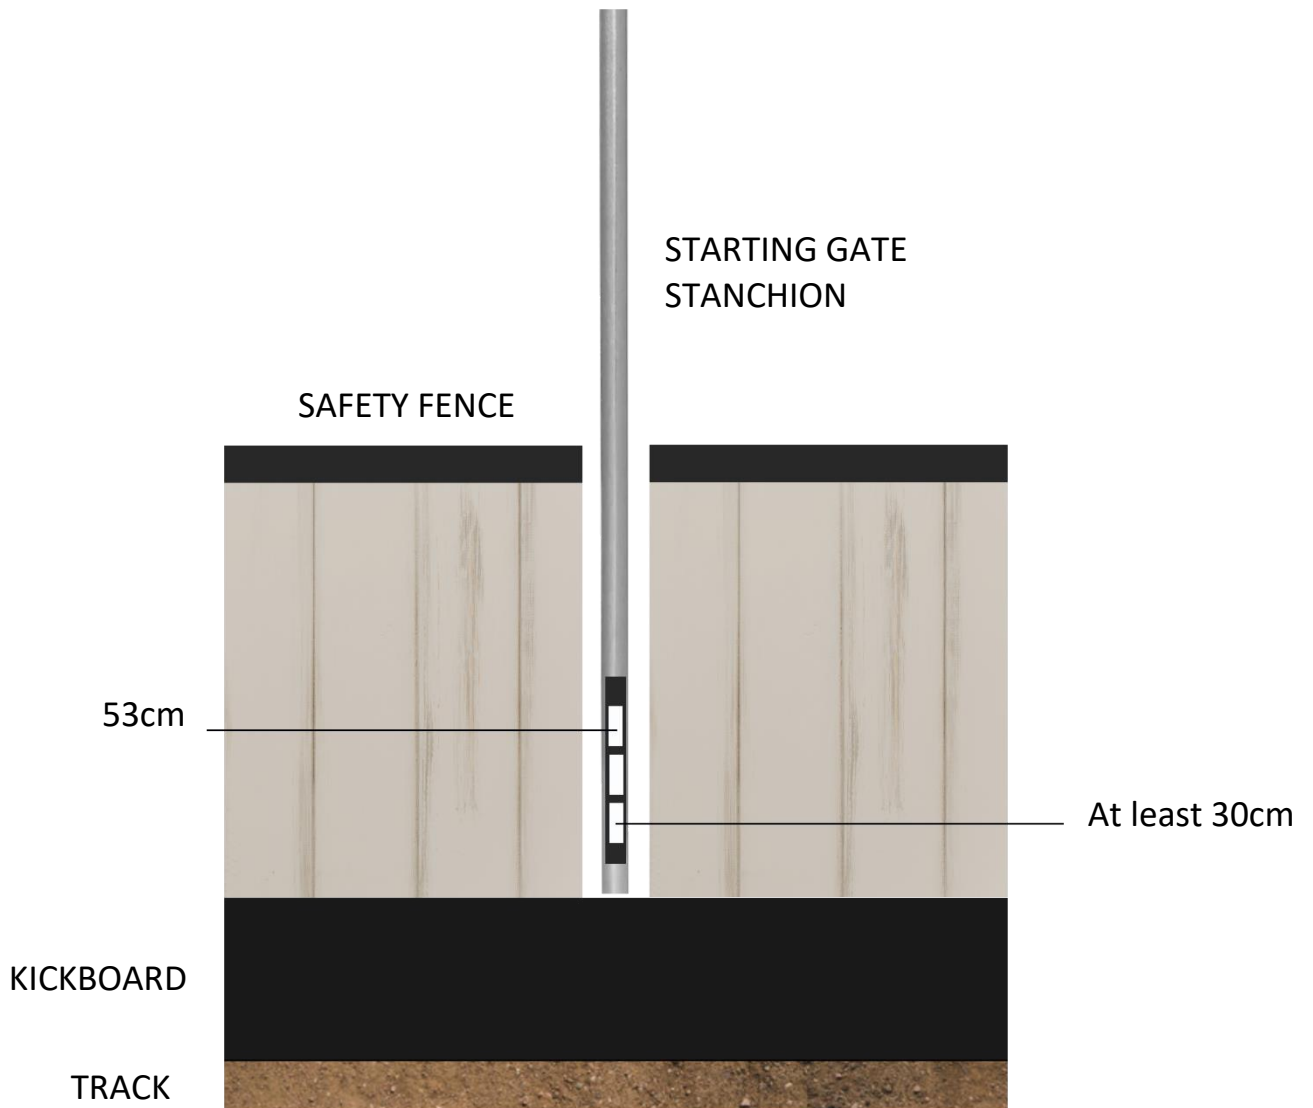 STARTING GATE
STANCHION
SAFETY FENCE
53cm
At least 30cm
KICKBOARD
TRACK